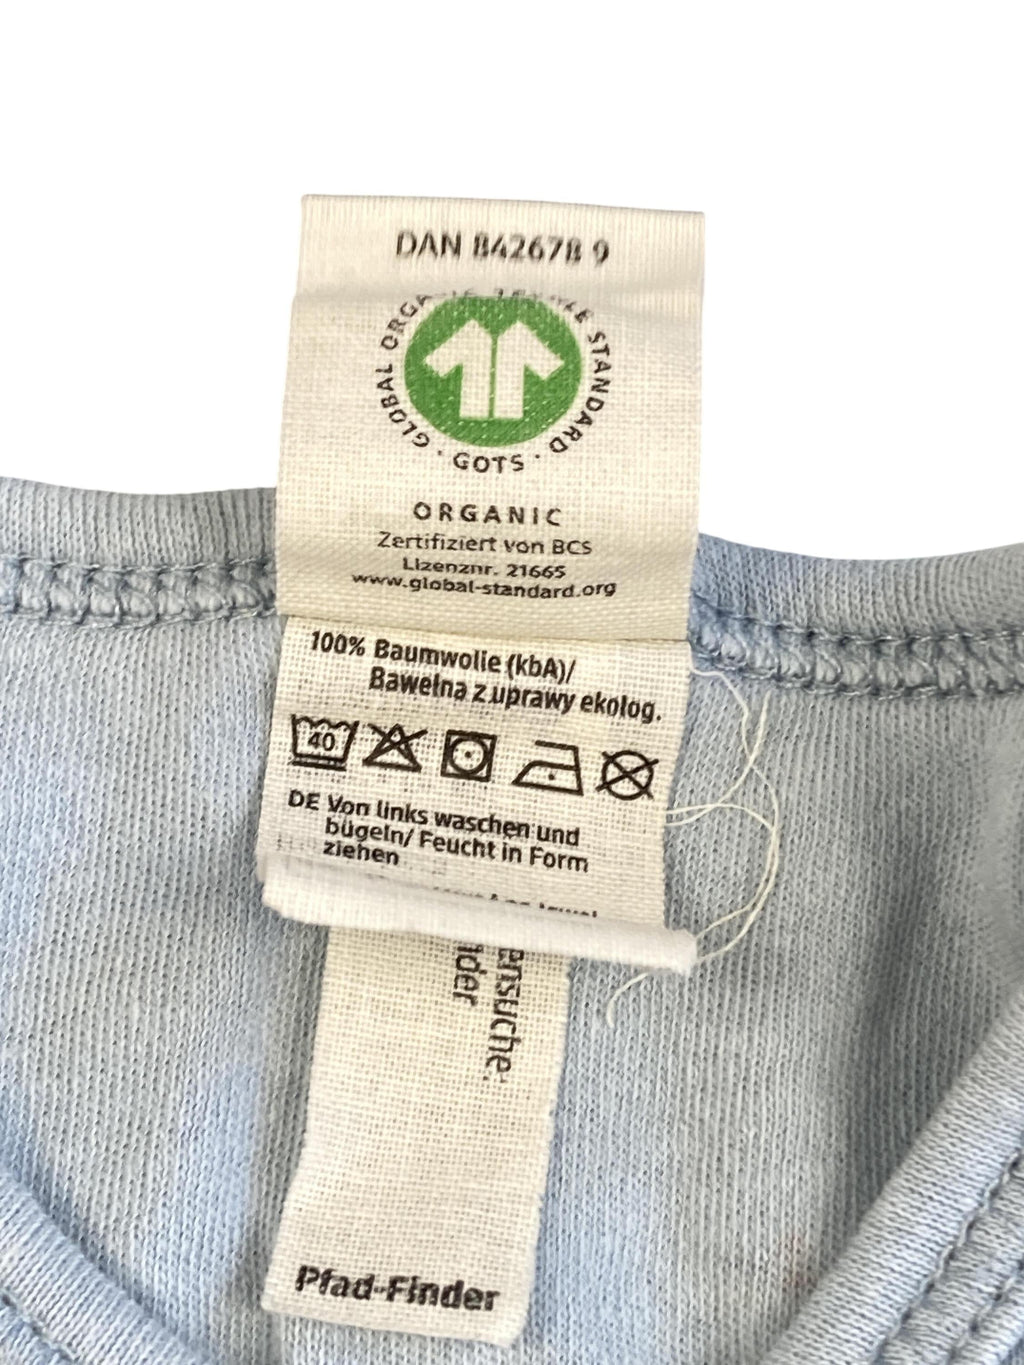 DAN 842678 9
GLOBAL ORGANIC TEXTILE STANDARD
· GOTS ·
ORGANIC
Zertifiziert von BCS
Lizenznr. 21665
www.global-standard.org
100% Baumwolle (kbA)/
Bawełna z uprawy ekolog.
40
DE Von links waschen und
bügeln/ Feucht in Form
ziehen
Pfad-Finder